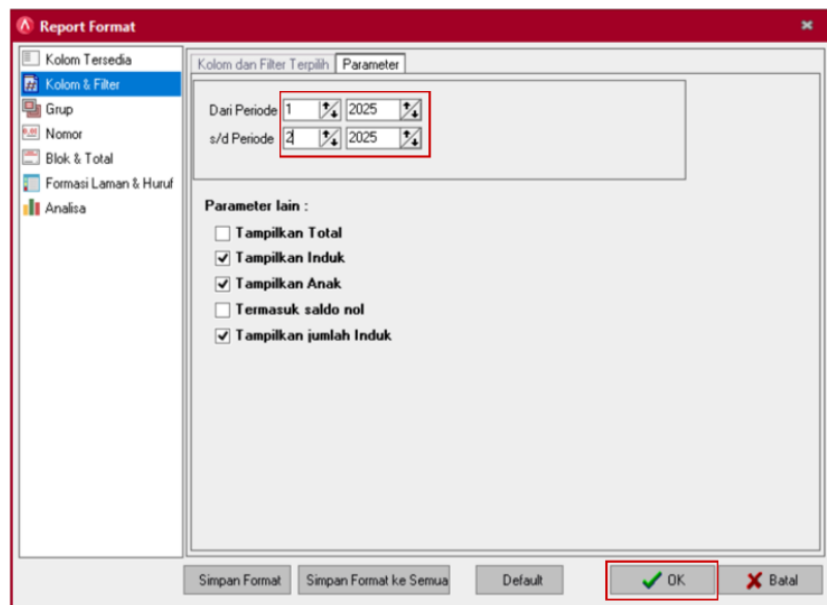 Report Format
Kolom Tersedia
Kolom & Filter
Grup
Nomor
Blok & Total
Formasi Laman & Huruf
Analisa
Kolom dan Filter Terpilih Parameter
Dari Periode 1 2025
s/d Periode 2 2025
Parameter lain :
Tampilkan Total
Tampilkan Induk
Tampilkan Anak
Termasuk saldo nol
Tampilkan jumlah Induk
Simpan Format Simpan Format ke Semua Default OK Batal